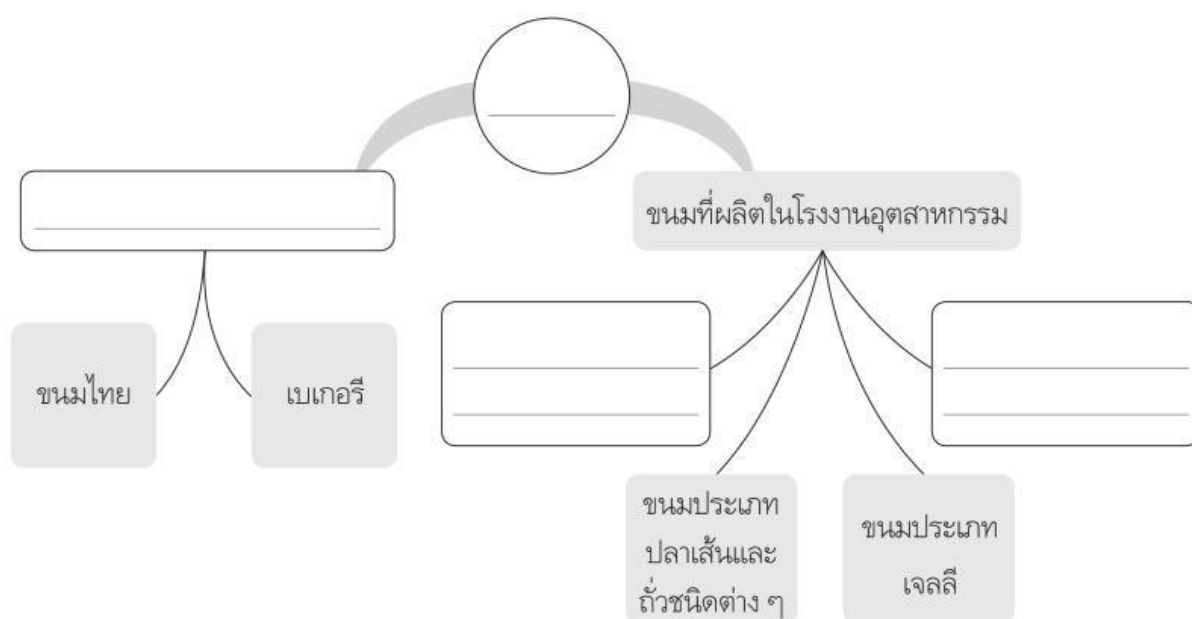 ขนมที่ผลิตในโรงงานอุตสาหกรรม
ขนมไทย
เบเกอรี
ขนมประเภท
ปลาเส้นและ
ถั่วชนิดต่าง ๆ
ขนมประเภท
เจลลี